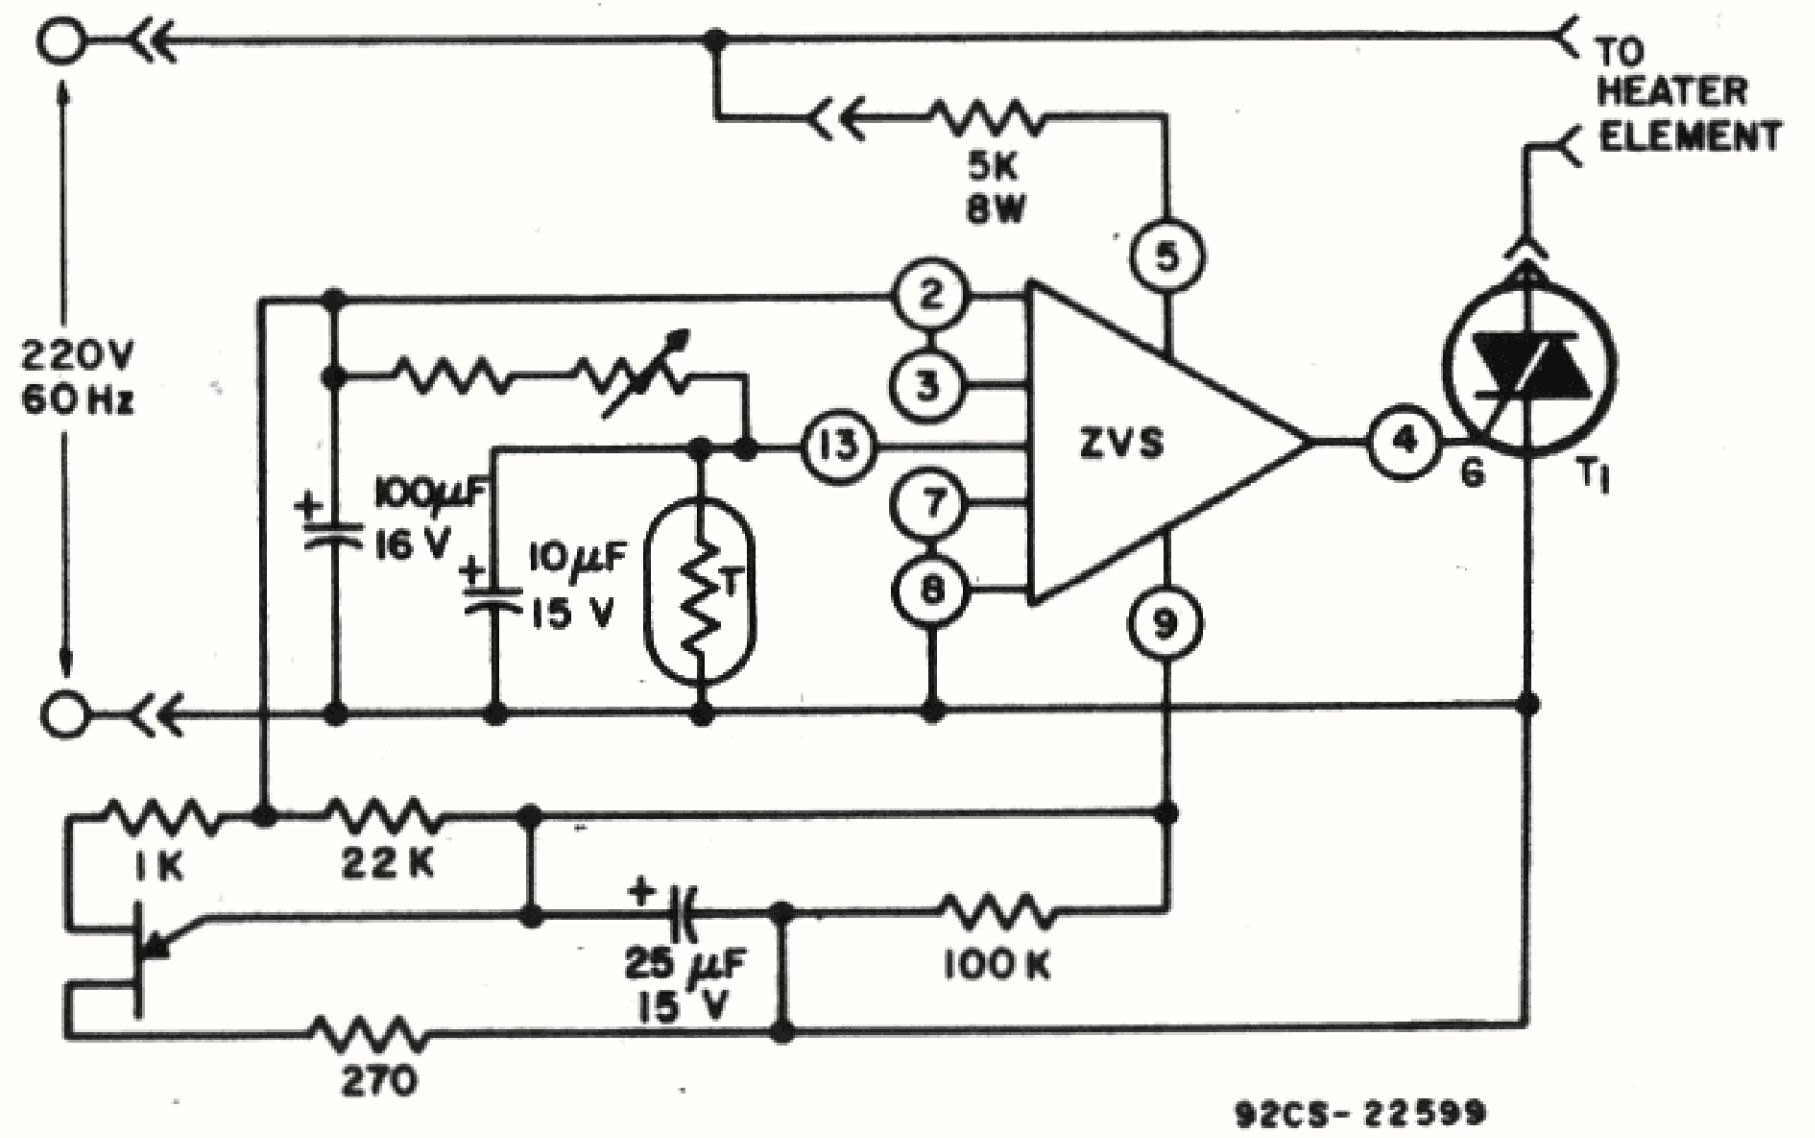 TO
HEATER
ELEMENT
5K
8W
5
2
220V
60 Hz
3
13
ZVS
4
G
T1
+
100µF
16 V
7
+
10µF
15 V
T
8
9
1K
22K
+
25 µF
15 V
100K
270
92CS-22599